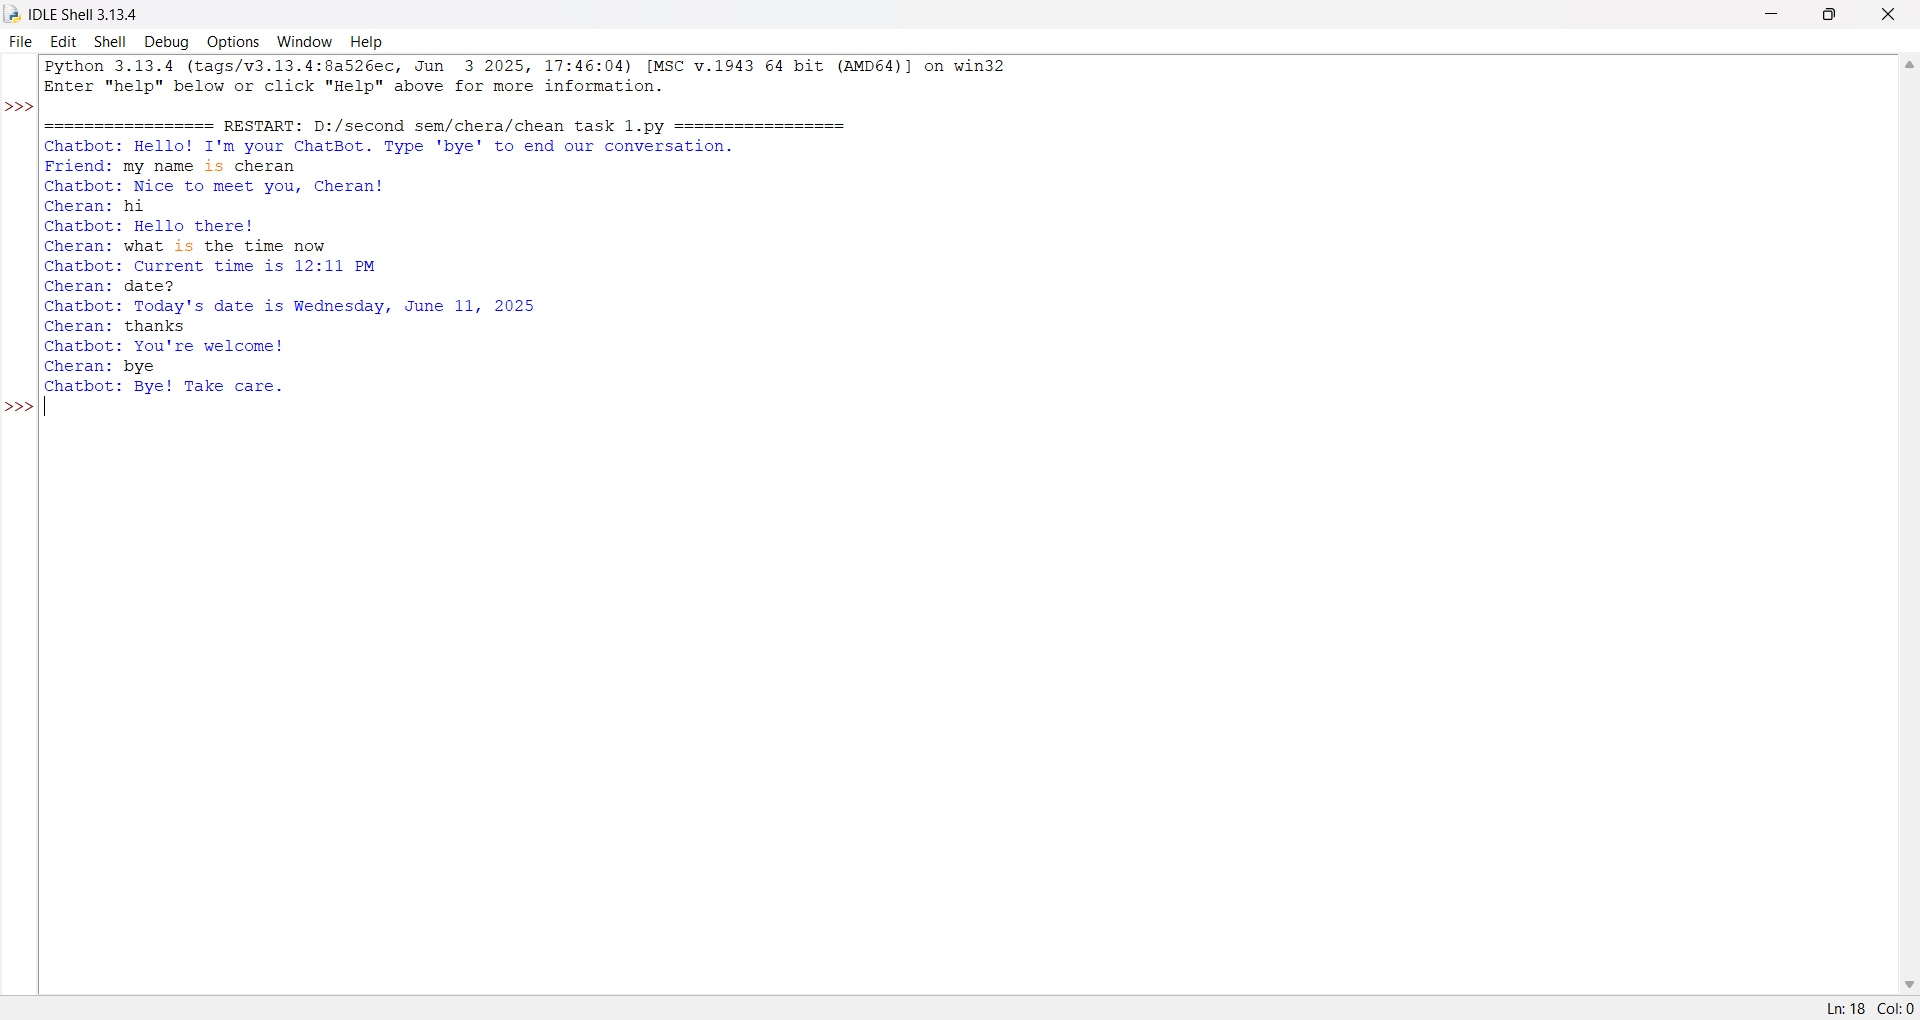 IDLE Shell 3.13.4
File Edit Shell Debug Options Window Help
Python 3.13.4 (tags/v3.13.4:8a526ec, Jun  3 2025, 17:46:04) [MSC v.1943 64 bit (AMD64)] on win32
Enter "help" below or click "Help" above for more information.
>>>
================= RESTART: D:/second sem/chera/chean task 1.py =================
Chatbot: Hello! I'm your ChatBot. Type 'bye' to end our conversation.
Friend: my name is cheran
Chatbot: Nice to meet you, Cheran!
Cheran: hi
Chatbot: Hello there!
Cheran: what is the time now
Chatbot: Current time is 12:11 PM
Cheran: date?
Chatbot: Today's date is Wednesday, June 11, 2025
Cheran: thanks
Chatbot: You're welcome!
Cheran: bye
Chatbot: Bye! Take care.
>>>
Ln: 18 Col: 0